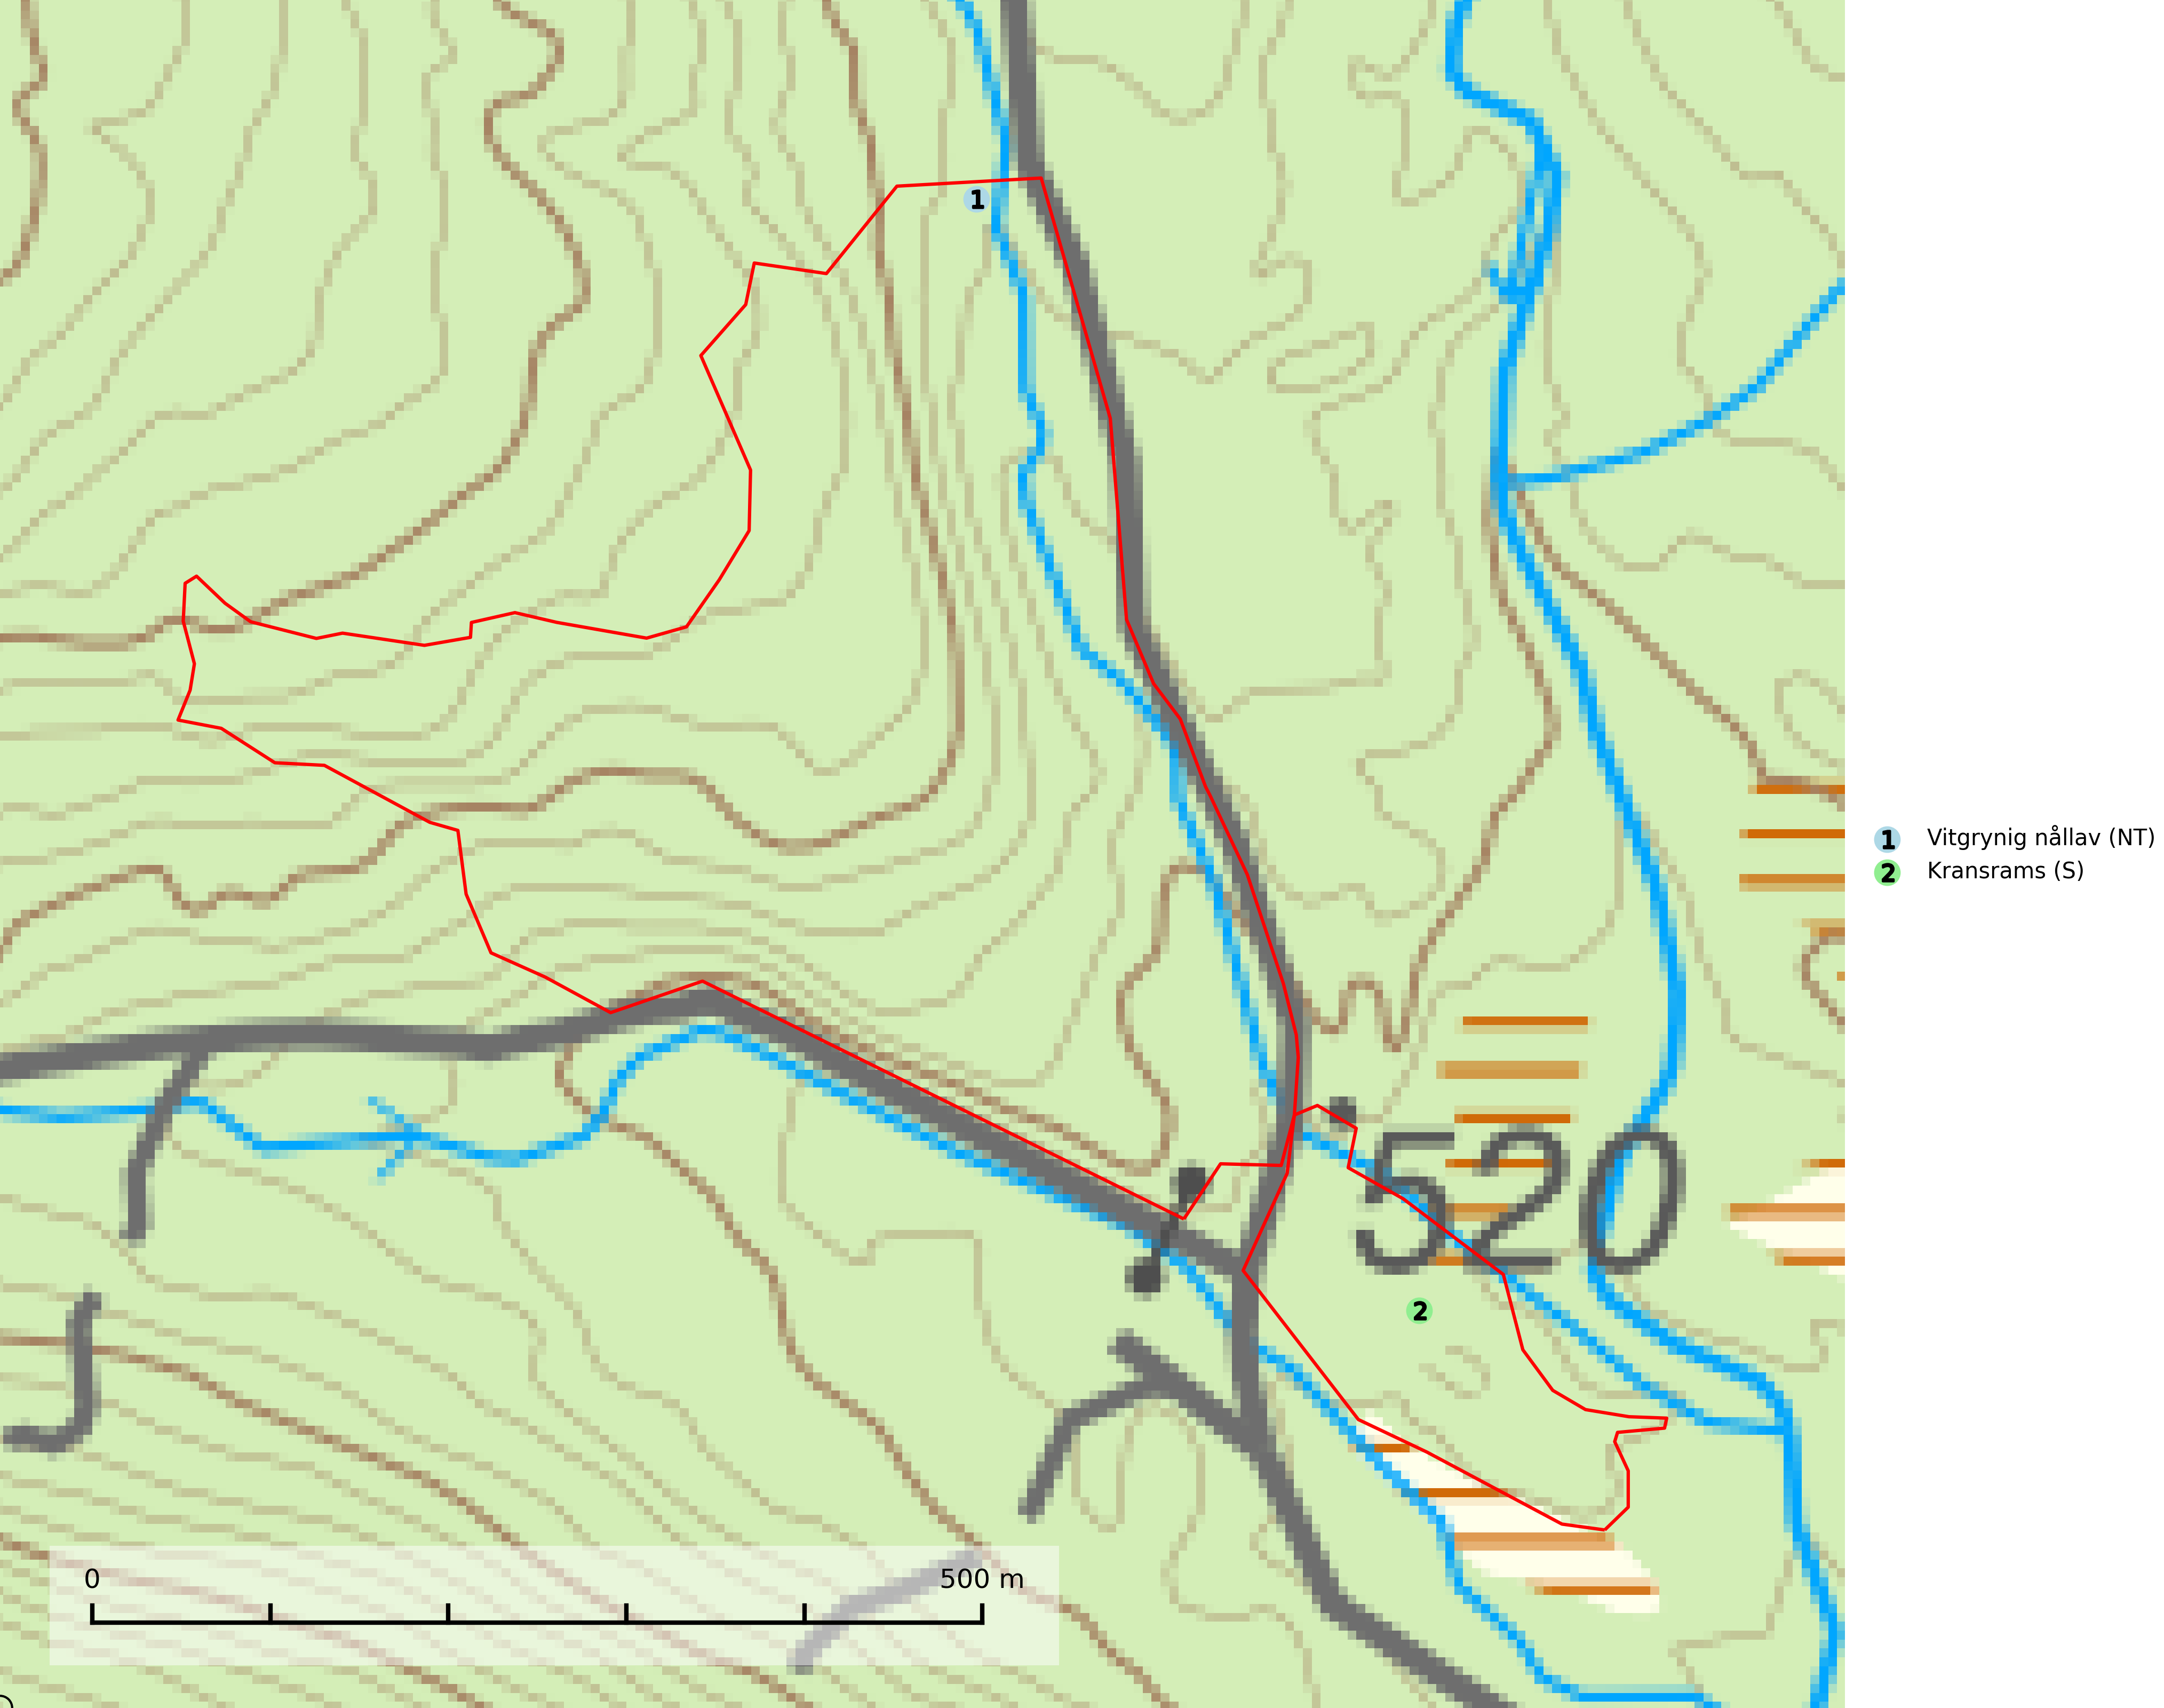 1
1 Vitgrynig nållav (NT)
2 Kransrams (S)
520
2
0 500 m